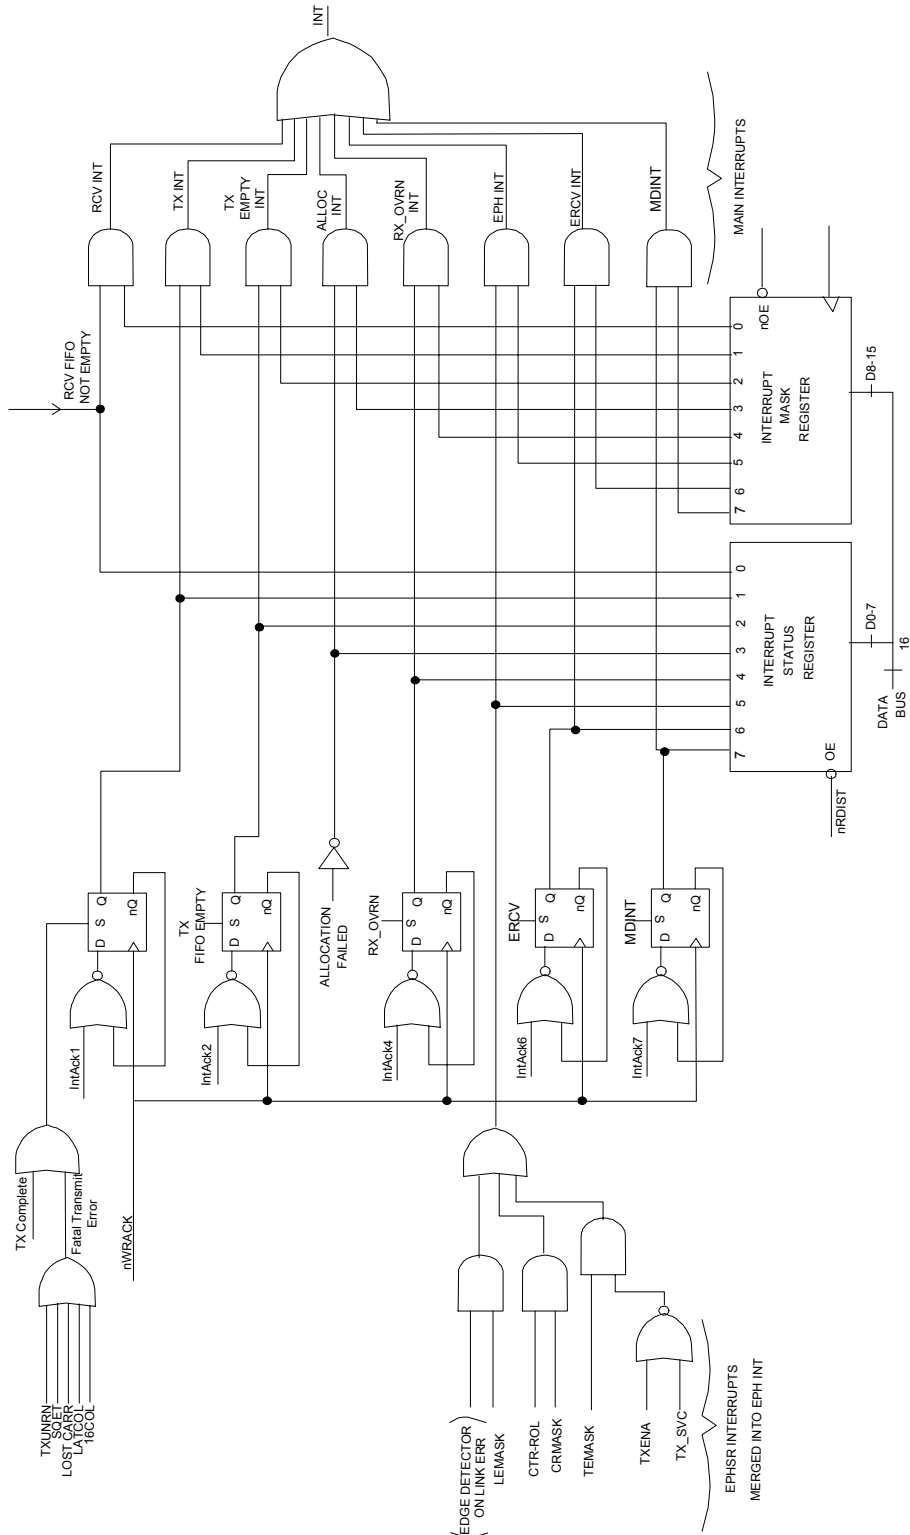 INT
RCV INT
TX INT
TX
EMPTY
INT
ALLOC
INT
RX_OVRN
INT
EPH INT
ERCV INT
MDINT
MAIN INTERRUPTS
RCV FIFO
NOT EMPTY
0
1
2
3
4
5
6
7
nOE
INTERRUPT
MASK
REGISTER
D8-15
0
1
2
3
4
5
6
7
OE
INTERRUPT
STATUS
REGISTER
D0-7
16
DATA
BUS
nRDIST
D
S
Q
nQ
IntAck1
TX
FIFO EMPTY
D
S
Q
nQ
IntAck2
ALLOCATION
FAILED
RX_OVRN
D
S
Q
nQ
IntAck4
ERCV
D
S
Q
nQ
IntAck6
MDINT
D
S
Q
nQ
IntAck7
TX Complete
Fatal Transmit
Error
nWRACK
TXUNRN
SQET
LOST CARR
LATCOL
16COL
EDGE DETECTOR
ON LINK ERR
LEMASK
CTR-ROL
CRMASK
TEMASK
TXENA
TX_SVC
EPHSR INTERRUPTS
MERGED INTO EPH INT